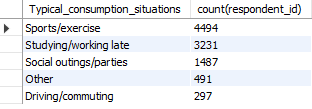 Typical_consumption_situations count(respondent_id)
Sports/exercise 4494
Studying/working late 3231
Social outings/parties 1487
Other 491
Driving/commuting 297